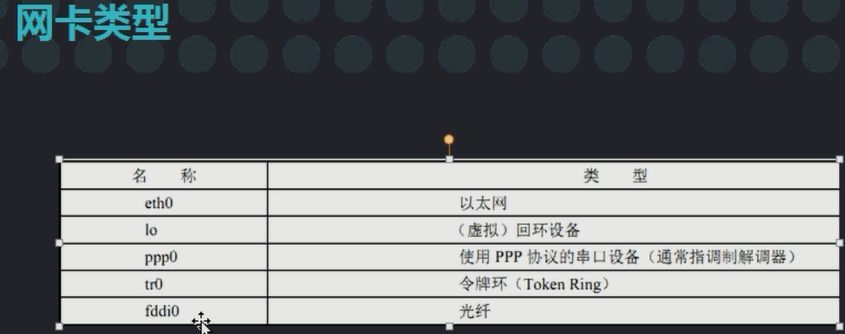 网卡类型
名 称 类 型
eth0 以太网
lo （虚拟）回环设备
ppp0 使用 PPP 协议的串口设备（通常指调制解调器）
tr0 令牌环（Token Ring）
fddi0 光纤